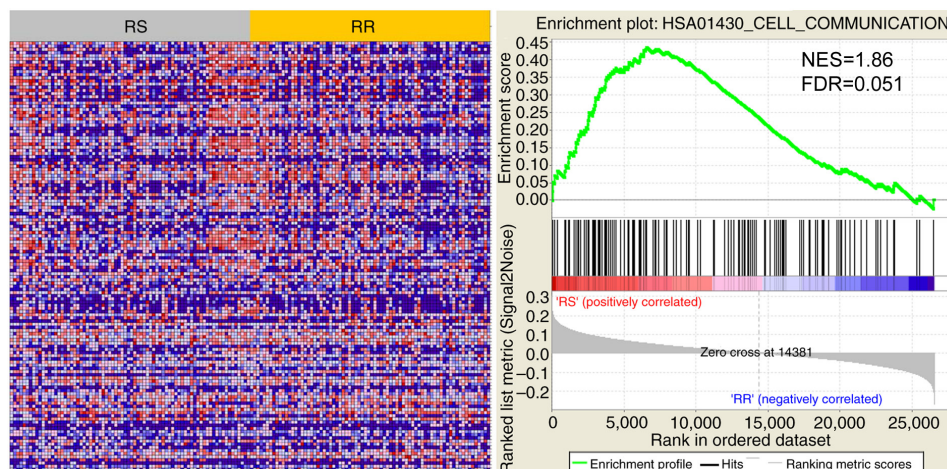 RS
RR
Enrichment plot: HSA01430_CELL_COMMUNICATION
NES=1.86
FDR=0.051
Enrichment score
0.45
0.40
0.35
0.30
0.25
0.20
0.15
0.10
0.05
0.00
Ranked list metric (Signal2Noise)
0.3
0.2
0.1
0.0
−0.1
−0.2
'RS' (positively correlated)
Zero cross at 14381
'RR' (negatively correlated)
0
5,000
10,000
15,000
20,000
25,000
Rank in ordered dataset
Enrichment profile
Hits
Ranking metric scores